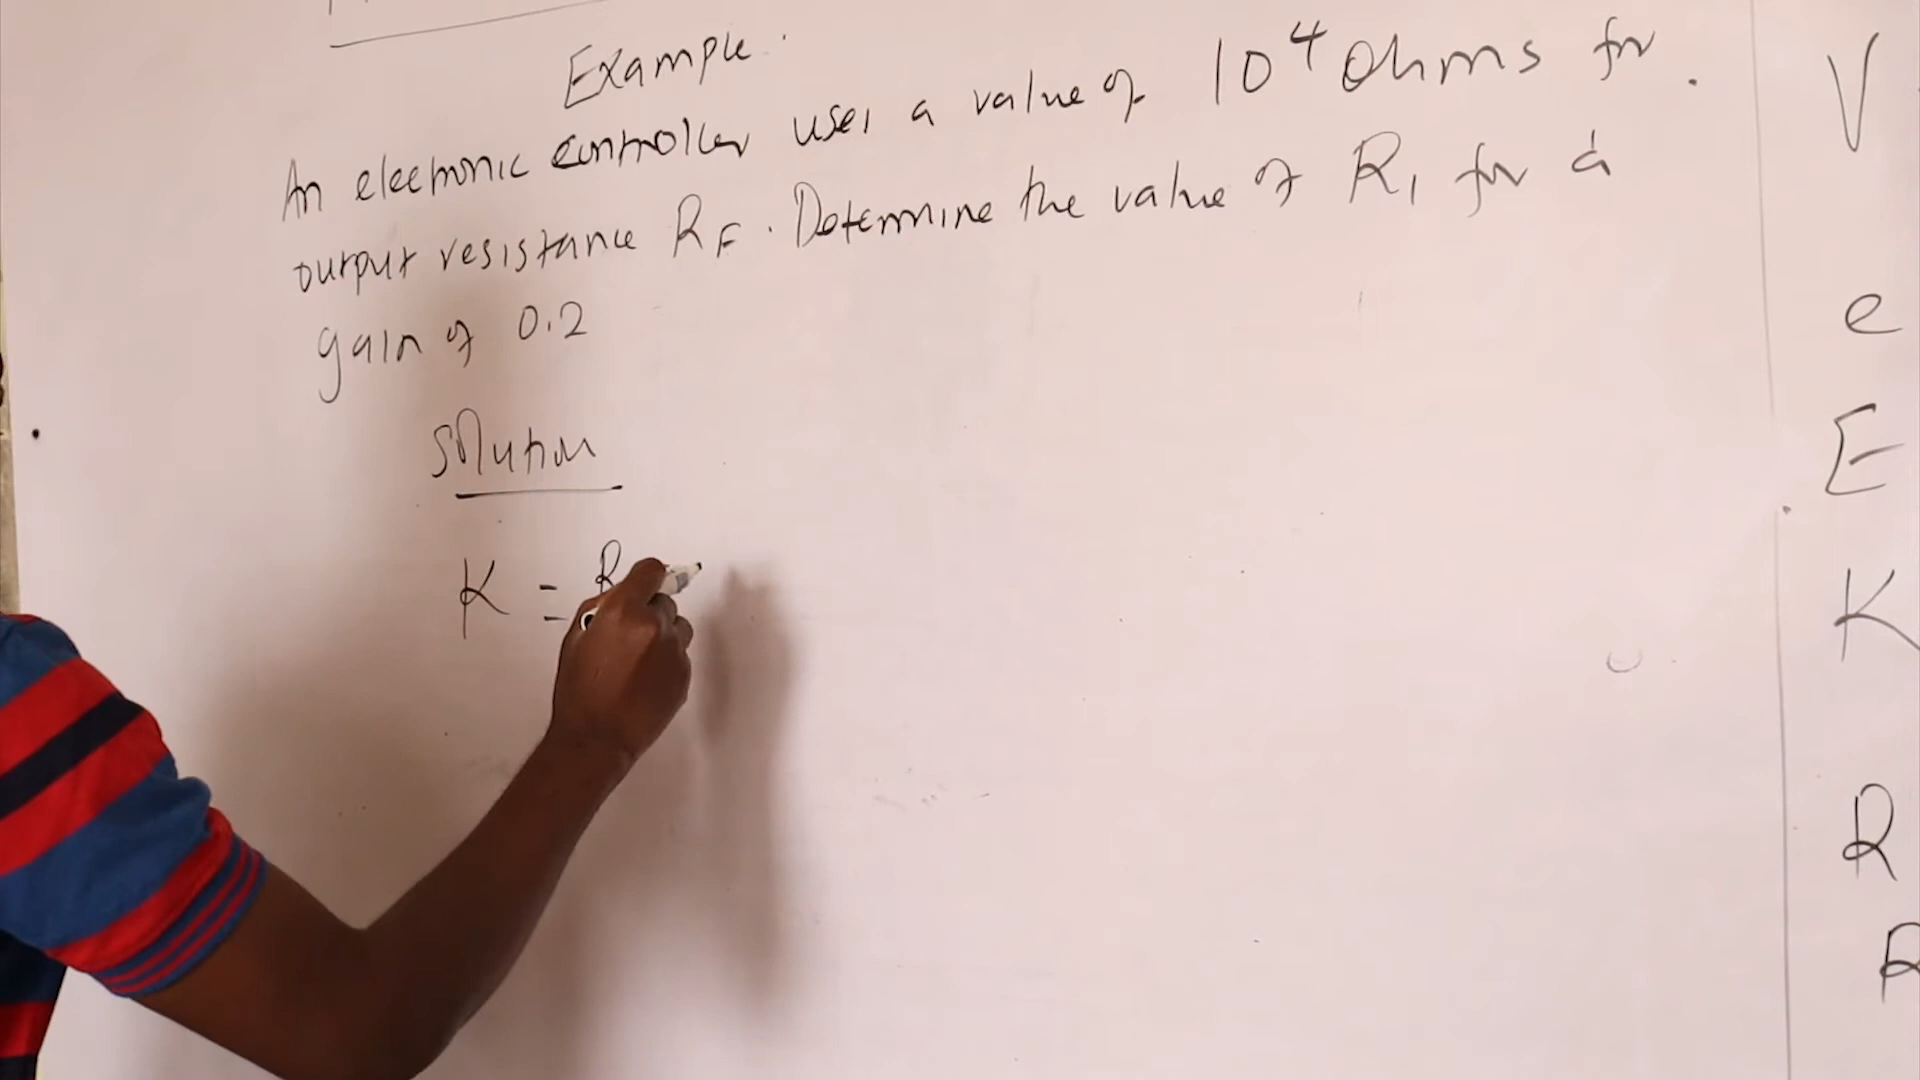 Example.
An electronic controller uses a value of 10⁴ ohms for
output resistance RF. Determine the value of R1 for a
gain of 0.2
Solution
K = R
V
e
E
K
R
R